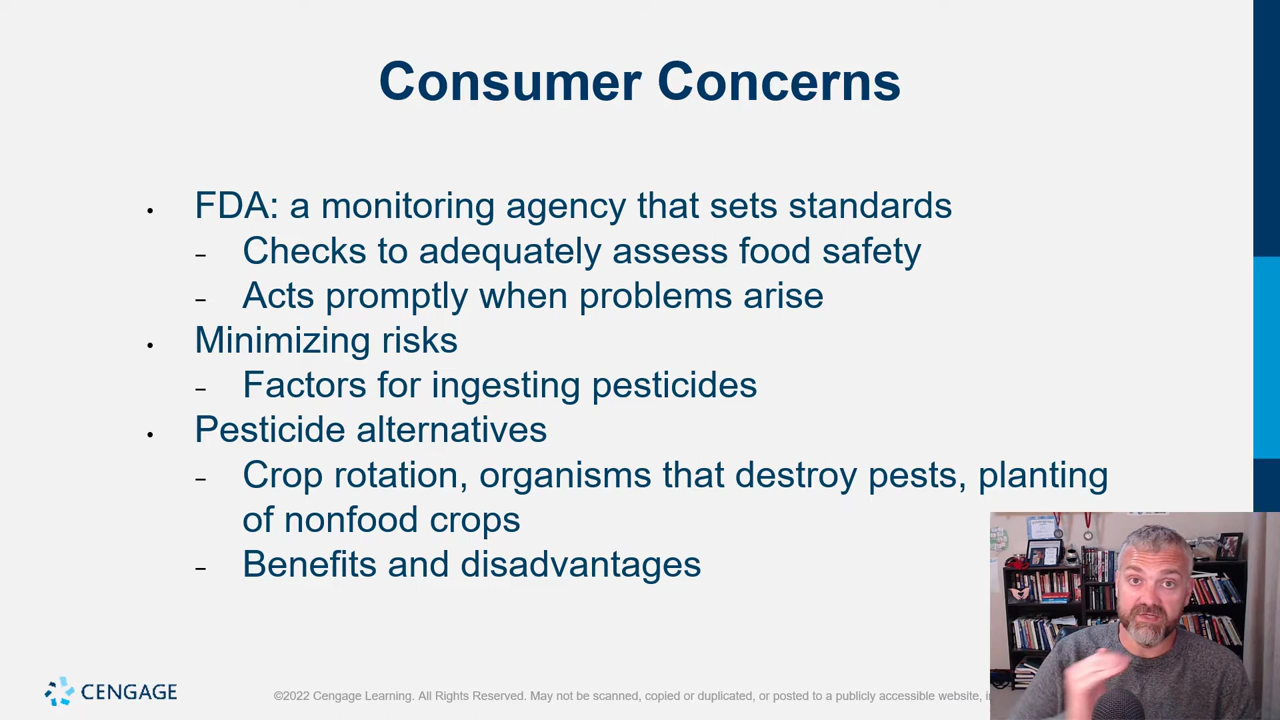 Consumer Concerns
• FDA: a monitoring agency that sets standards
– Checks to adequately assess food safety
– Acts promptly when problems arise
• Minimizing risks
– Factors for ingesting pesticides
• Pesticide alternatives
– Crop rotation, organisms that destroy pests, planting
of nonfood crops
– Benefits and disadvantages
CENGAGE
©2022 Cengage Learning. All Rights Reserved. May not be scanned, copied or duplicated, or posted to a publicly accessible website,